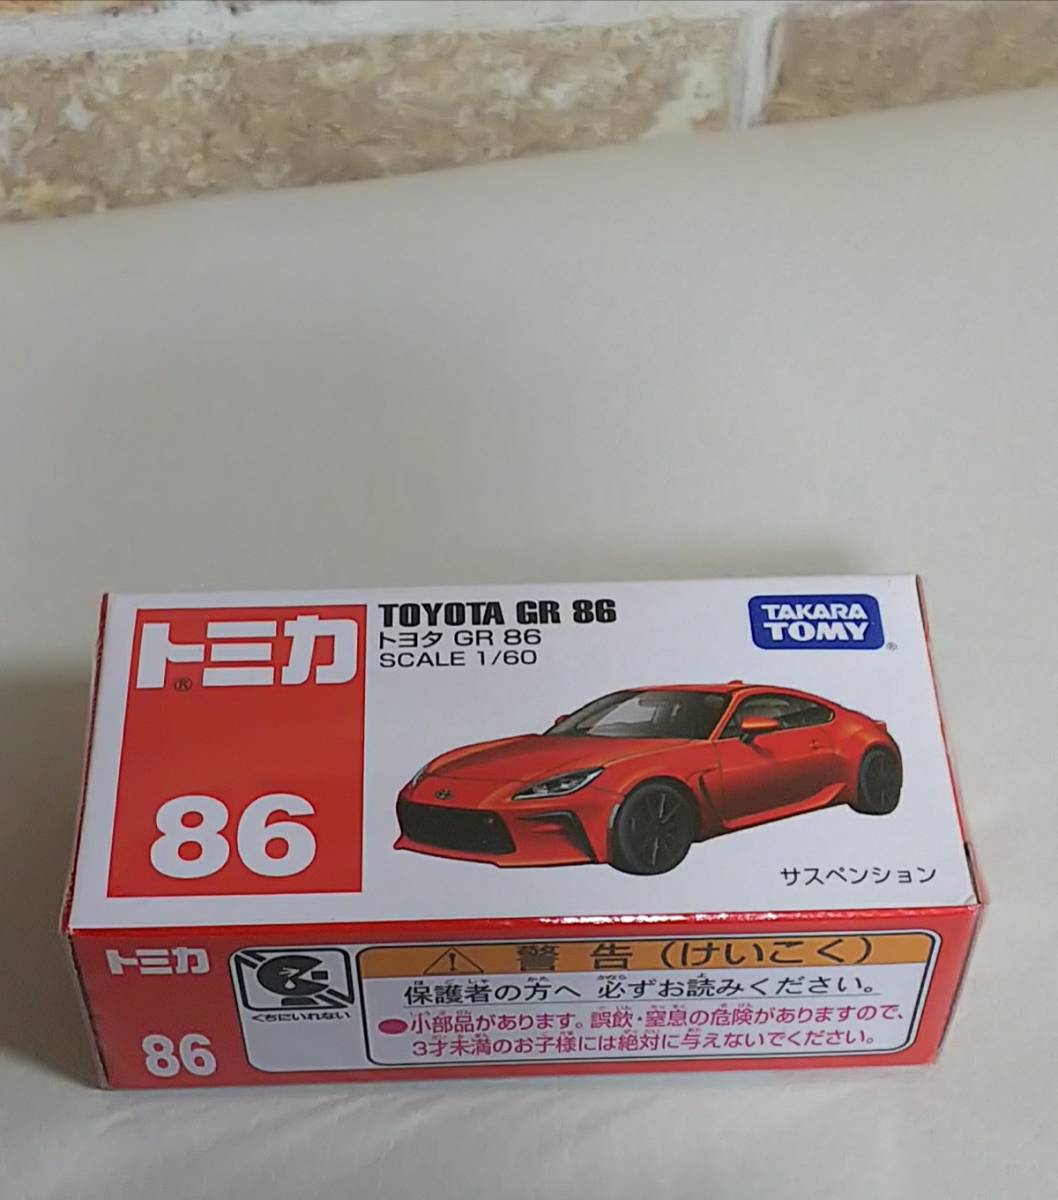 トミカ
®
86
TOYOTA GR 86
トヨタ GR 86
SCALE 1/60
TAKARA
TOMY
®
サスペンション
トミカ
86
くちにいれない
警告(けいこく)
保護者の方へ 必ずお読みください。
●小部品があります。誤飲・窒息の危険がありますので、
3才未満のお子様には絶対に与えないでください。